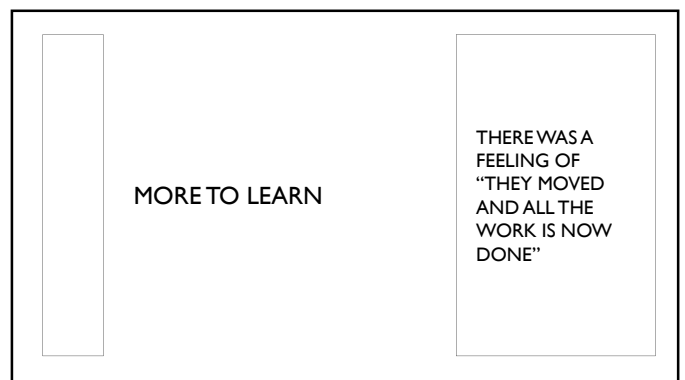 MORE TO LEARN
THERE WAS A
FEELING OF
“THEY MOVED
AND ALL THE
WORK IS NOW
DONE”